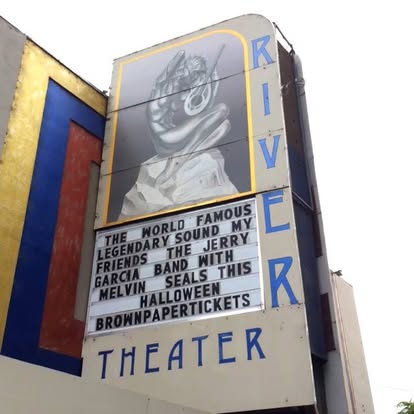 RIVER
THE WORLD FAMOUS
LEGENDARY SOUND MY
FRIENDS THE JERRY
GARCIA BAND WITH
MELVIN SEALS THIS
HALLOWEEN
BROWNPAPERTICKETS
THEATER